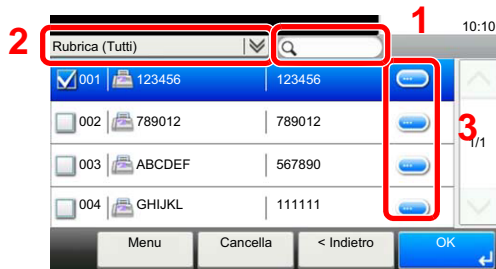 1
10:10
2
Rubrica (Tutti)
001 123456 123456
002 789012 789012
3
1/1
003 ABCDEF 567890
004 GHIJKL 111111
Menu Cancella < Indietro OK